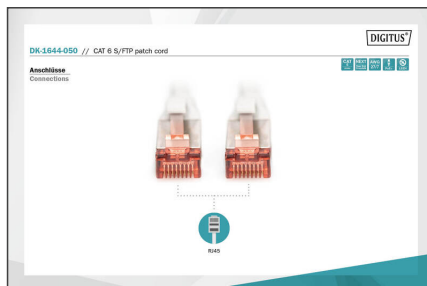 DIGITUS®
DK-1644-050 // CAT 6 S/FTP patch cord
Anschlüsse
Connections
RJ45